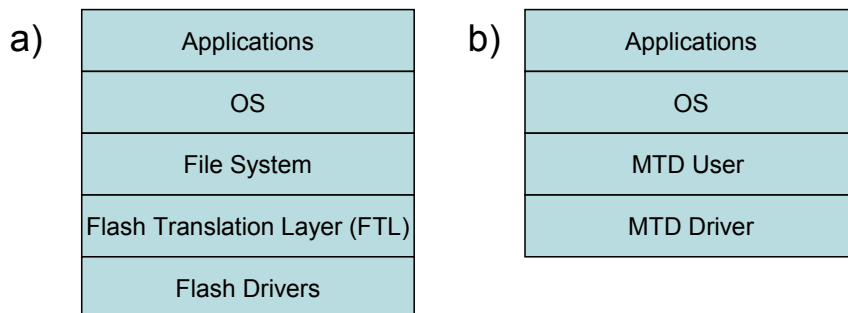 a)
Applications
OS
File System
Flash Translation Layer (FTL)
Flash Drivers
b)
Applications
OS
MTD User
MTD Driver